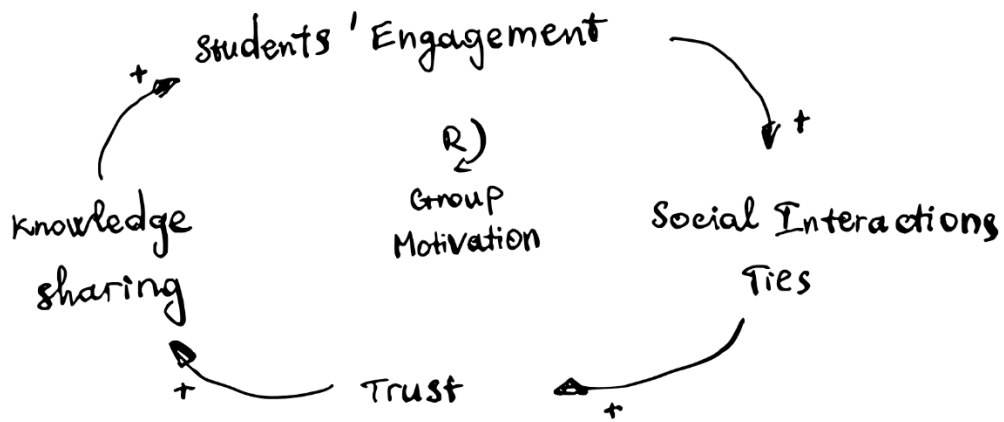 Students' Engagement
+
+
R
Group
Motivation
Knowledge
sharing
Social Interactions
Ties
Trust
+
+